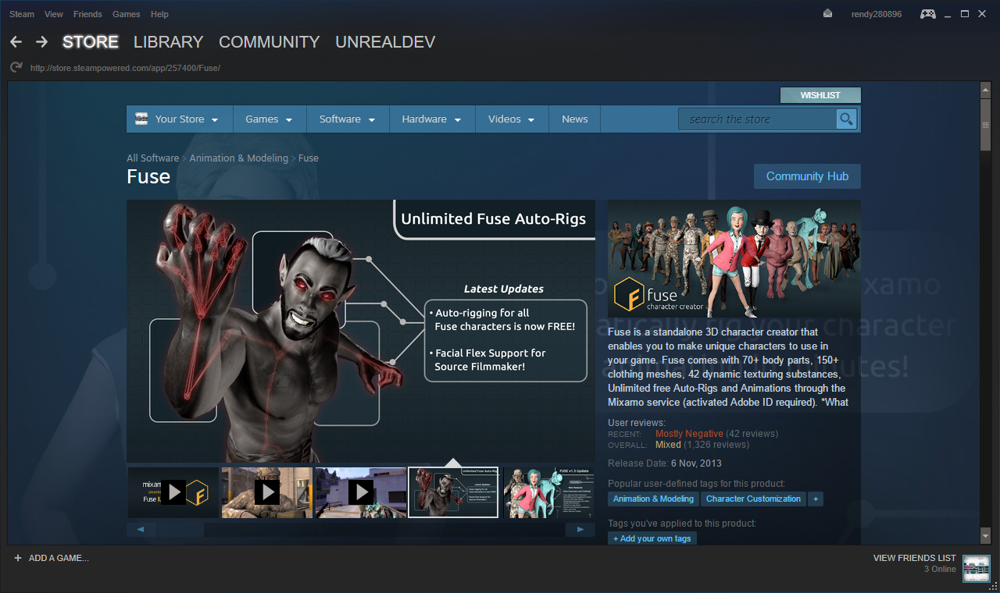 Steam View Friends Games Help
rendy280896
STORE LIBRARY COMMUNITY UNREALDEV
http://store.steampowered.com/app/257400/Fuse/
WISHLIST
Your Store Games Software Hardware Videos News
search the store
All Software > Animation & Modeling > Fuse
Fuse
Community Hub
Unlimited Fuse Auto-Rigs
Latest Updates
• Auto-rigging for all
Fuse characters is now FREE!
• Facial Flex Support for
Source Filmmaker!
fuse
character creator
Fuse is a standalone 3D character creator that
enables you to make unique characters to use in
your game. Fuse comes with 70+ body parts, 150+
clothing meshes, 42 dynamic texturing substances,
Unlimited free Auto-Rigs and Animations through the
Mixamo service (activated Adobe ID required). *What
User reviews:
RECENT: Mostly Negative (42 reviews)
OVERALL: Mixed (1,326 reviews)
Release Date: 6 Nov, 2013
Popular user-defined tags for this product:
Animation & Modeling Character Customization +
Tags you've applied to this product:
+ Add your own tags
FUSE v1.3 Update
+ ADD A GAME...
VIEW FRIENDS LIST
3 Online